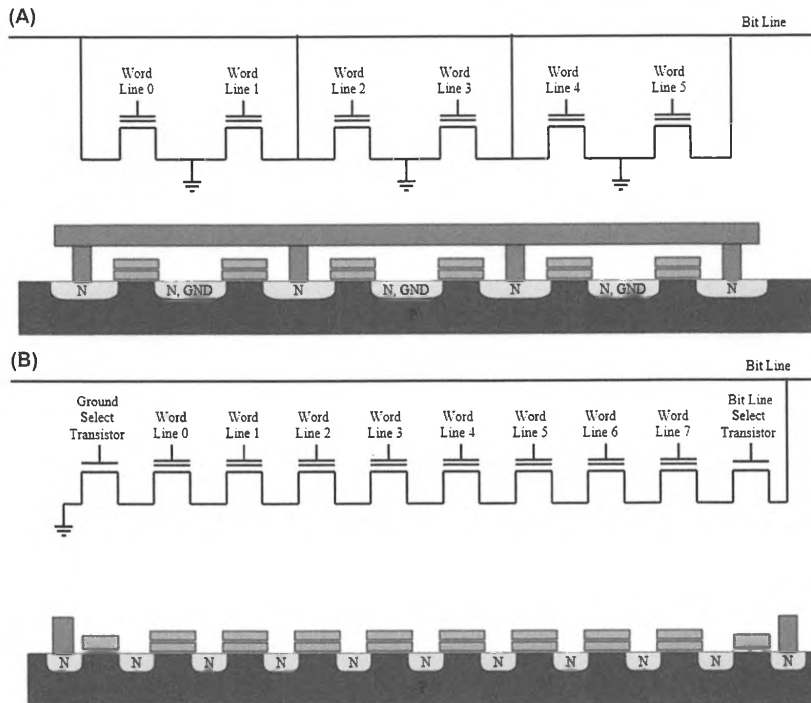 (A)
Bit Line
Word Line 0
Word Line 1
Word Line 2
Word Line 3
Word Line 4
Word Line 5
N
N, GND
N
N, GND
N
N, GND
N
P
(B)
Bit Line
Ground Select Transistor
Word Line 0
Word Line 1
Word Line 2
Word Line 3
Word Line 4
Word Line 5
Word Line 6
Word Line 7
Bit Line Select Transistor
N
N
N
N
N
N
N
N
N
N
N
P